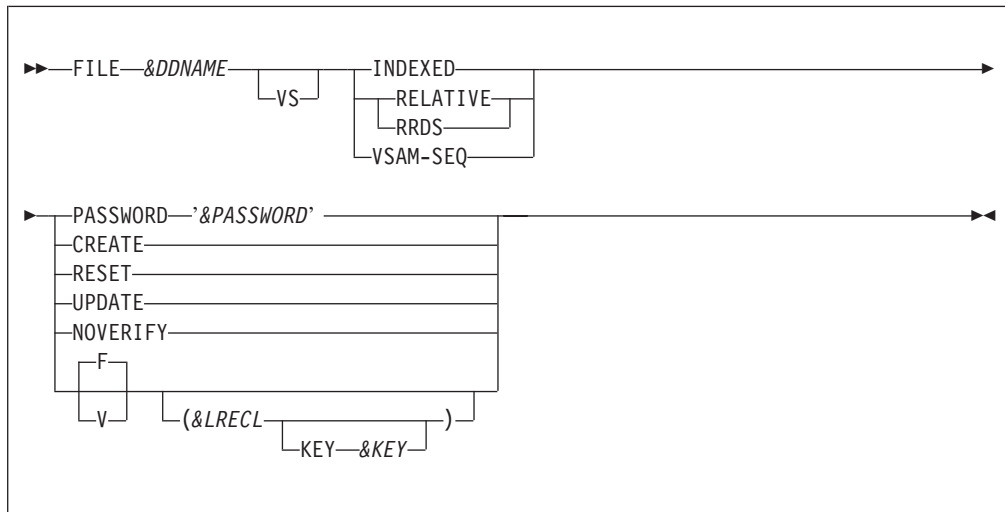 FILE &DDNAME INDEXED
VS RELATIVE
RRDS
VSAM-SEQ
PASSWORD '&PASSWORD'
CREATE
RESET
UPDATE
NOVERIFY
F
V (&LRECL )
KEY &KEY